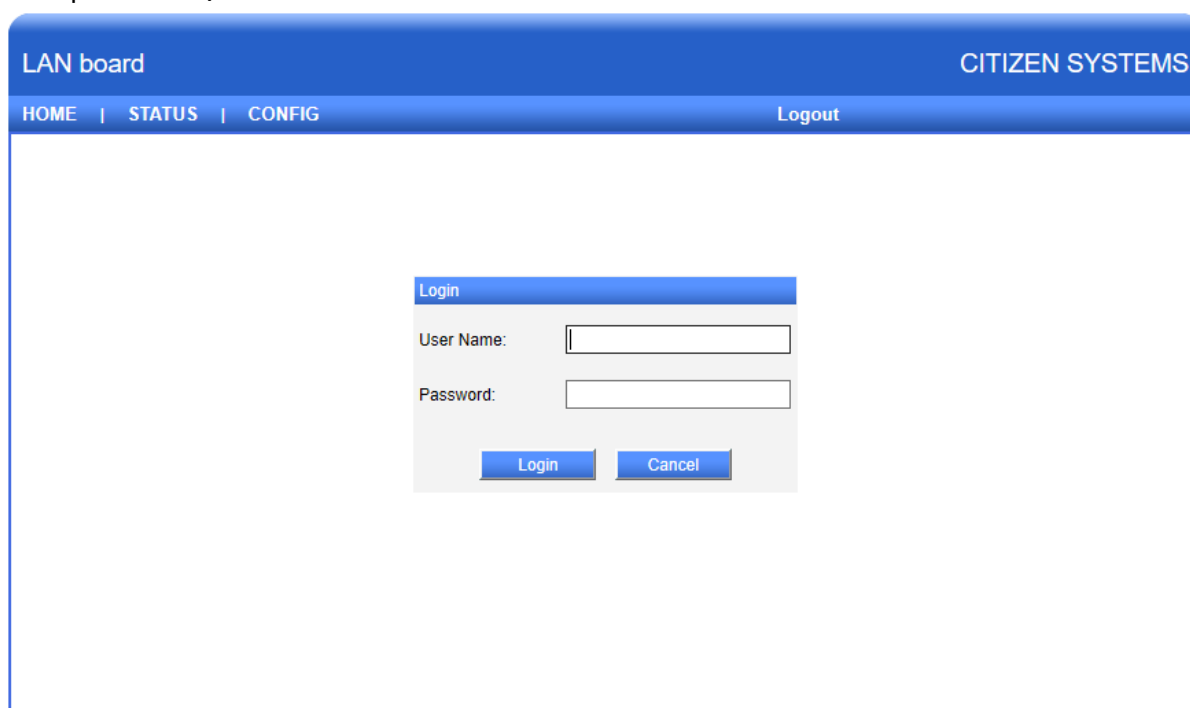 LAN board CITIZEN SYSTEMS
HOME | STATUS | CONFIG Logout
Login
User Name:
Password:
Login Cancel